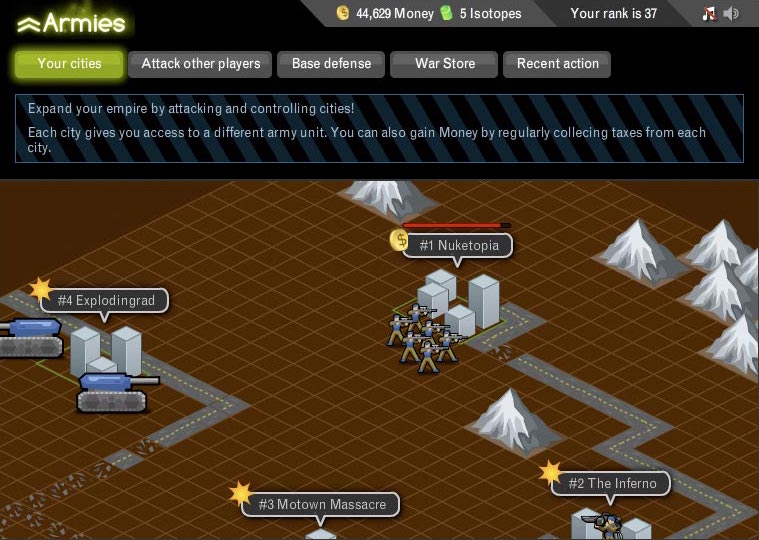 Armies
44,629 Money 5 Isotopes Your rank is 37
Your cities Attack other players Base defense War Store Recent action
Expand your empire by attacking and controlling cities!
Each city gives you access to a different army unit. You can also gain Money by regularly collecing taxes from each
city.
#1 Nuketopia
#4 Explodingrad
#2 The Inferno
#3 Motown Massacre